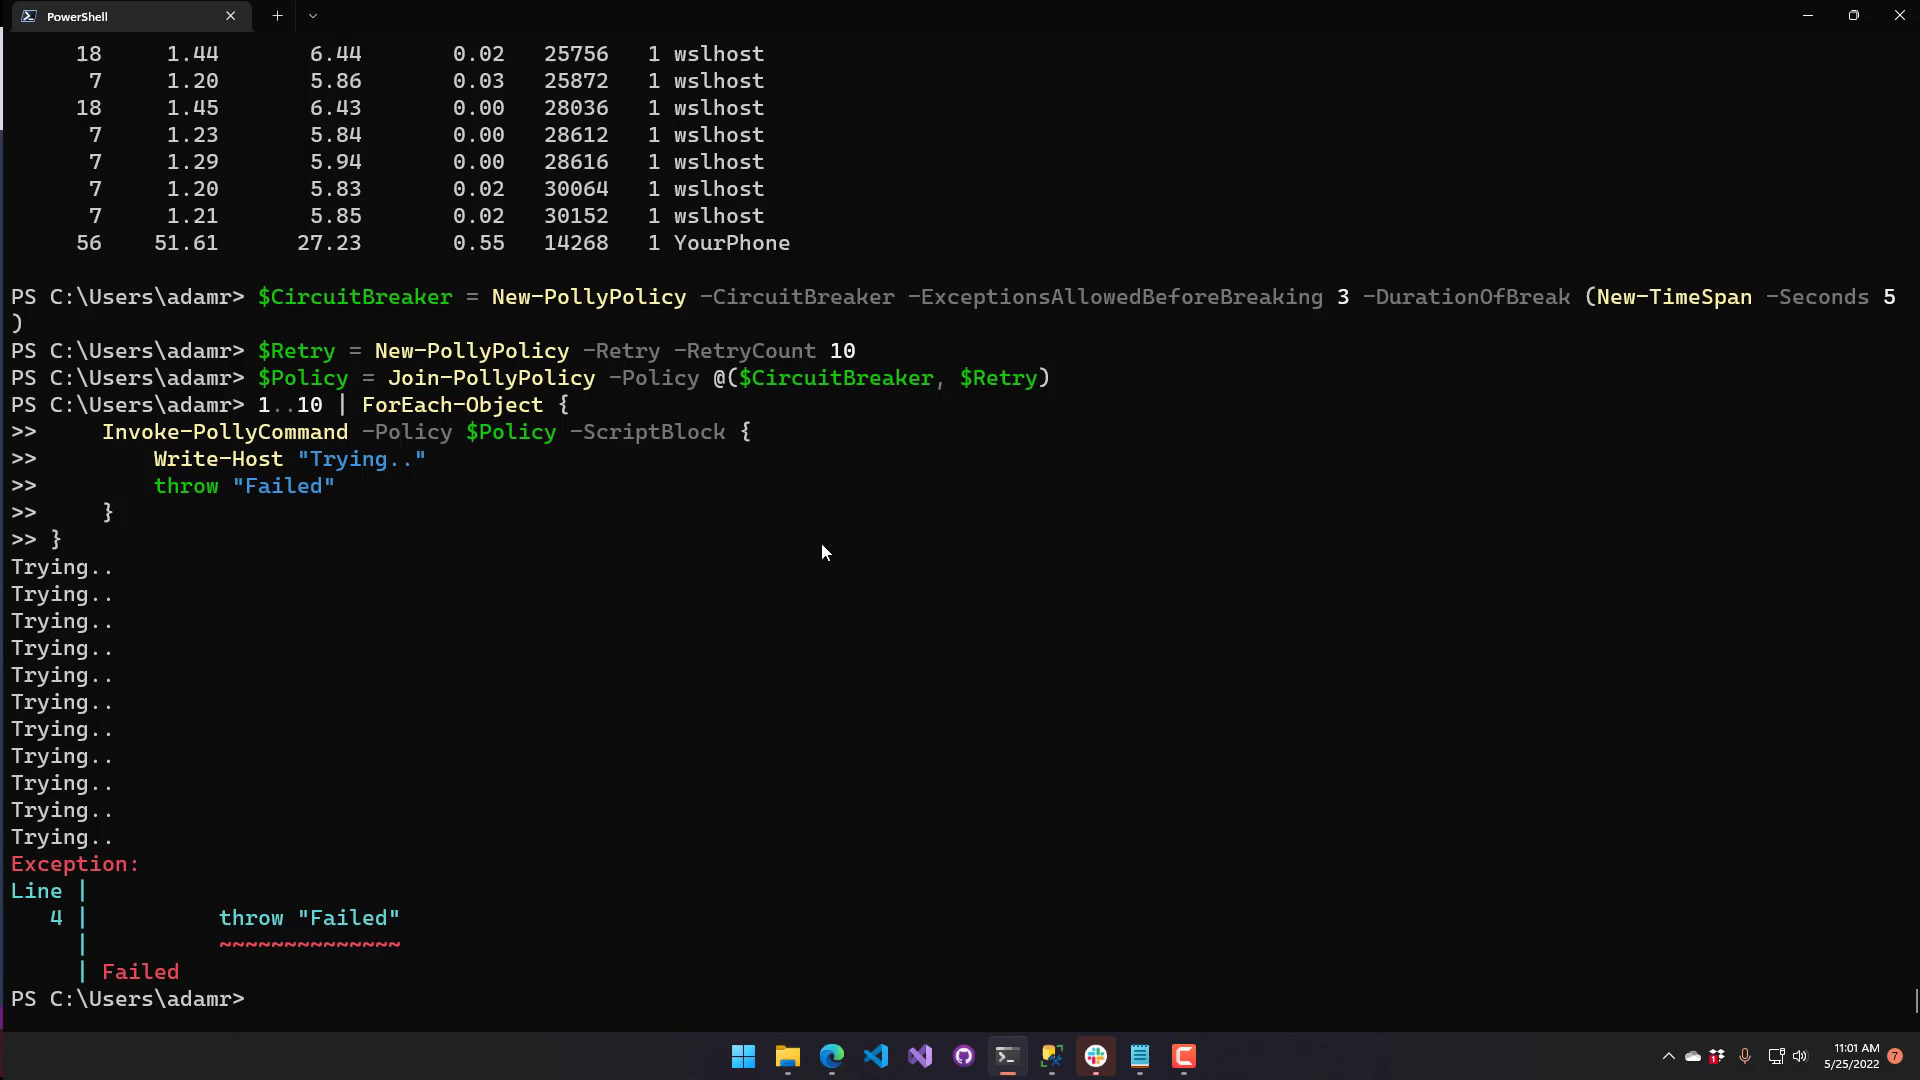 PowerShell
18 1.44 6.44 0.02 25756 1 wslhost
7 1.20 5.86 0.03 25872 1 wslhost
18 1.45 6.43 0.00 28036 1 wslhost
7 1.23 5.84 0.00 28612 1 wslhost
7 1.29 5.94 0.00 28616 1 wslhost
7 1.20 5.83 0.02 30064 1 wslhost
7 1.21 5.85 0.02 30152 1 wslhost
56 51.61 27.23 0.55 14268 1 YourPhone
PS C:\Users\adamr> $CircuitBreaker = New-PollyPolicy -CircuitBreaker -ExceptionsAllowedBeforeBreaking 3 -DurationOfBreak (New-TimeSpan -Seconds 5
)
PS C:\Users\adamr> $Retry = New-PollyPolicy -Retry -RetryCount 10
PS C:\Users\adamr> $Policy = Join-PollyPolicy -Policy @($CircuitBreaker, $Retry)
PS C:\Users\adamr> 1..10 | ForEach-Object {
>> Invoke-PollyCommand -Policy $Policy -ScriptBlock {
>> Write-Host "Trying.."
>> throw "Failed"
>> }
>> }
Trying..
Trying..
Trying..
Trying..
Trying..
Trying..
Trying..
Trying..
Trying..
Trying..
Trying..
Exception:
Line |
4 | throw "Failed"
| ~~~~~~~~~~~~~~
| Failed
PS C:\Users\adamr>
1
11:01 AM
5/25/2022
7